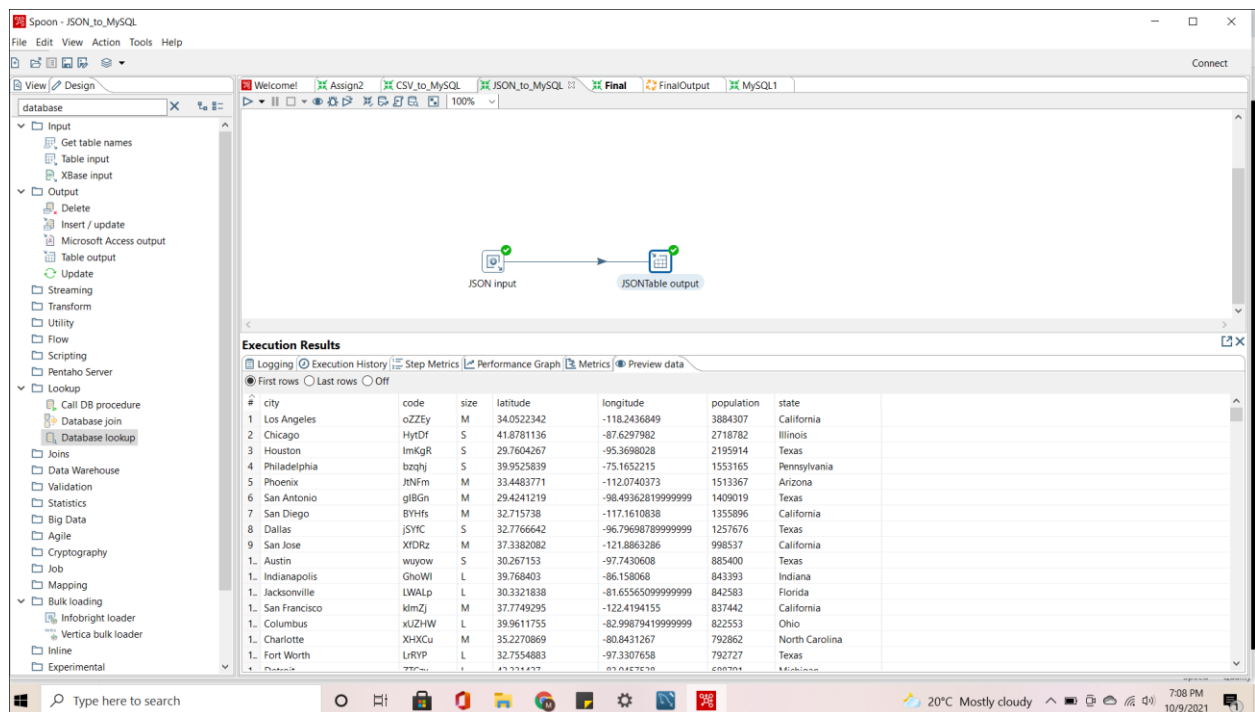 Spoon - JSON_to_MySQL
File Edit View Action Tools Help
Connect
View Design
database
Input
Get table names
Table input
XBase input
Output
Delete
Insert / update
Microsoft Access output
Table output
Update
Streaming
Transform
Utility
Flow
Scripting
Pentaho Server
Lookup
Call DB procedure
Database join
Database lookup
Joins
Data Warehouse
Validation
Statistics
Big Data
Agile
Cryptography
Job
Mapping
Bulk loading
Infobright loader
Vertica bulk loader
Inline
Experimental
Welcome! Assign2 CSV_to_MySQL JSON_to_MySQL Final FinalOutput MySQL1
100%
JSON input JSONTable output
Execution Results
Logging Execution History Step Metrics Performance Graph Metrics Preview data
First rows Last rows Off
# city code size latitude longitude population state
1 Los Angeles oZZEy M 34.0522342 -118.2436849 3884307 California
2 Chicago HytDf S 41.8781136 -87.6297982 2718782 Illinois
3 Houston ImKgR S 29.7604267 -95.3698028 2195914 Texas
4 Philadelphia bzqhj S 39.9525839 -75.1652215 1553165 Pennsylvania
5 Phoenix JtNFm M 33.4483771 -112.0740373 1513367 Arizona
6 San Antonio glBGn M 29.4241219 -98.49362819999999 1409019 Texas
7 San Diego BYHfs M 32.715738 -117.1610838 1355896 California
8 Dallas jSYfC S 32.7766642 -96.79698789999999 1257676 Texas
9 San Jose XfDRz M 37.3382082 -121.8863286 998537 California
1.. Austin wuyow S 30.267153 -97.7430608 885400 Texas
1.. Indianapolis GhoWl L 39.768403 -86.158068 843393 Indiana
1.. Jacksonville LWALp L 30.3321838 -81.65565099999999 842583 Florida
1.. San Francisco klmZj M 37.7749295 -122.4194155 837442 California
1.. Columbus xUZHW L 39.9611755 -82.99879419999999 822553 Ohio
1.. Charlotte XHXCu M 35.2270869 -80.8431267 792862 North Carolina
1.. Fort Worth LrRYP L 32.7554883 -97.3307658 792727 Texas
Type here to search
20°C Mostly cloudy
7:08 PM
10/9/2021